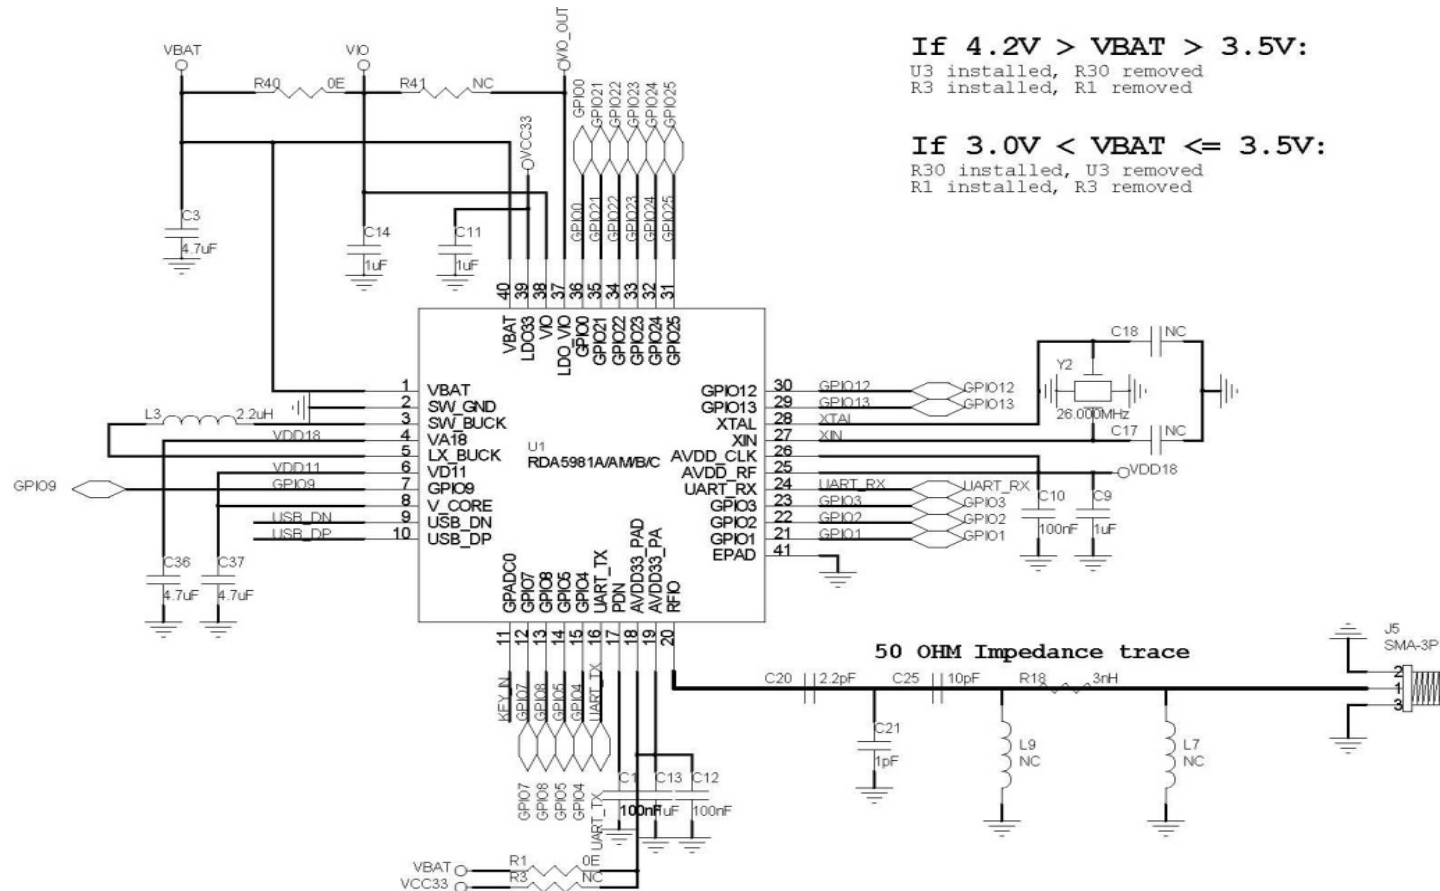 VBAT
VIO
VIO_OUT
If 4.2V > VBAT > 3.5V:
U3 installed, R30 removed
R3 installed, R1 removed
R40
0E
R41
NC
GPIO0
GPIO21
GPIO22
GPIO23
GPIO24
GPIO25
VCC33
If 3.0V < VBAT <= 3.5V:
R30 installed, U3 removed
R1 installed, R3 removed
C3
4.7uF
C14
1uF
C11
1uF
GPIO0
GPIO21
GPIO22
GPIO23
GPIO24
GPIO25
40
39
38
37
36
35
34
33
32
31
VBAT
LDO33
VIO
LDO_VIO
GPIO0
GPIO21
GPIO22
GPIO23
GPIO24
GPIO25
1 VBAT
2 SW_GND
3 SW_BUCK
4 VA18
5 LX_BUCK
6 VD11
7 GPIO9
8 V_CORE
9 USB_DN
10 USB_DP
L3
2.2uH
VDD18
VDD11
GPIO9
GPIO9
USB_DN
USB_DP
C36
4.7uF
C37
4.7uF
U1
RDA5981A/AM/B/C
GPIO12 30 GPIO12 GPIO12
GPIO13 29 GPIO13 GPIO13
XTAL 28 XTAL
XIN 27 XIN
AVDD_CLK 26
AVDD_RF 25 VDD18
UART_RX 24 UART_RX UART_RX
GPIO3 23 GPIO3 GPIO3
GPIO2 22 GPIO2 GPIO2
GPIO1 21 GPIO1 GPIO1
EPAD 41
C18
NC
Y2
26.000MHz
C17
NC
C10
100nF
C9
1uF
GPADC0
GPIO7
GPIO8
GPIO5
GPIO4
UART_TX
PDN
AVDD33_PAD
AVDD33_PA
RFIO
11
12
13
14
15
16
17
18
19
20
KEY_N
GPIO7
GPIO8
GPIO5
GPIO4
UART_TX
GPIO7
GPIO8
GPIO5
GPIO4
UART_TX
C1
100nF
C13
1uF
C12
100nF
50 OHM Impedance trace
C20
2.2pF
C25
10pF
R18
3nH
C21
1pF
L9
NC
L7
NC
J5
SMA-3P
2
1
3
VBAT
R1
0E
VCC33
R3
NC